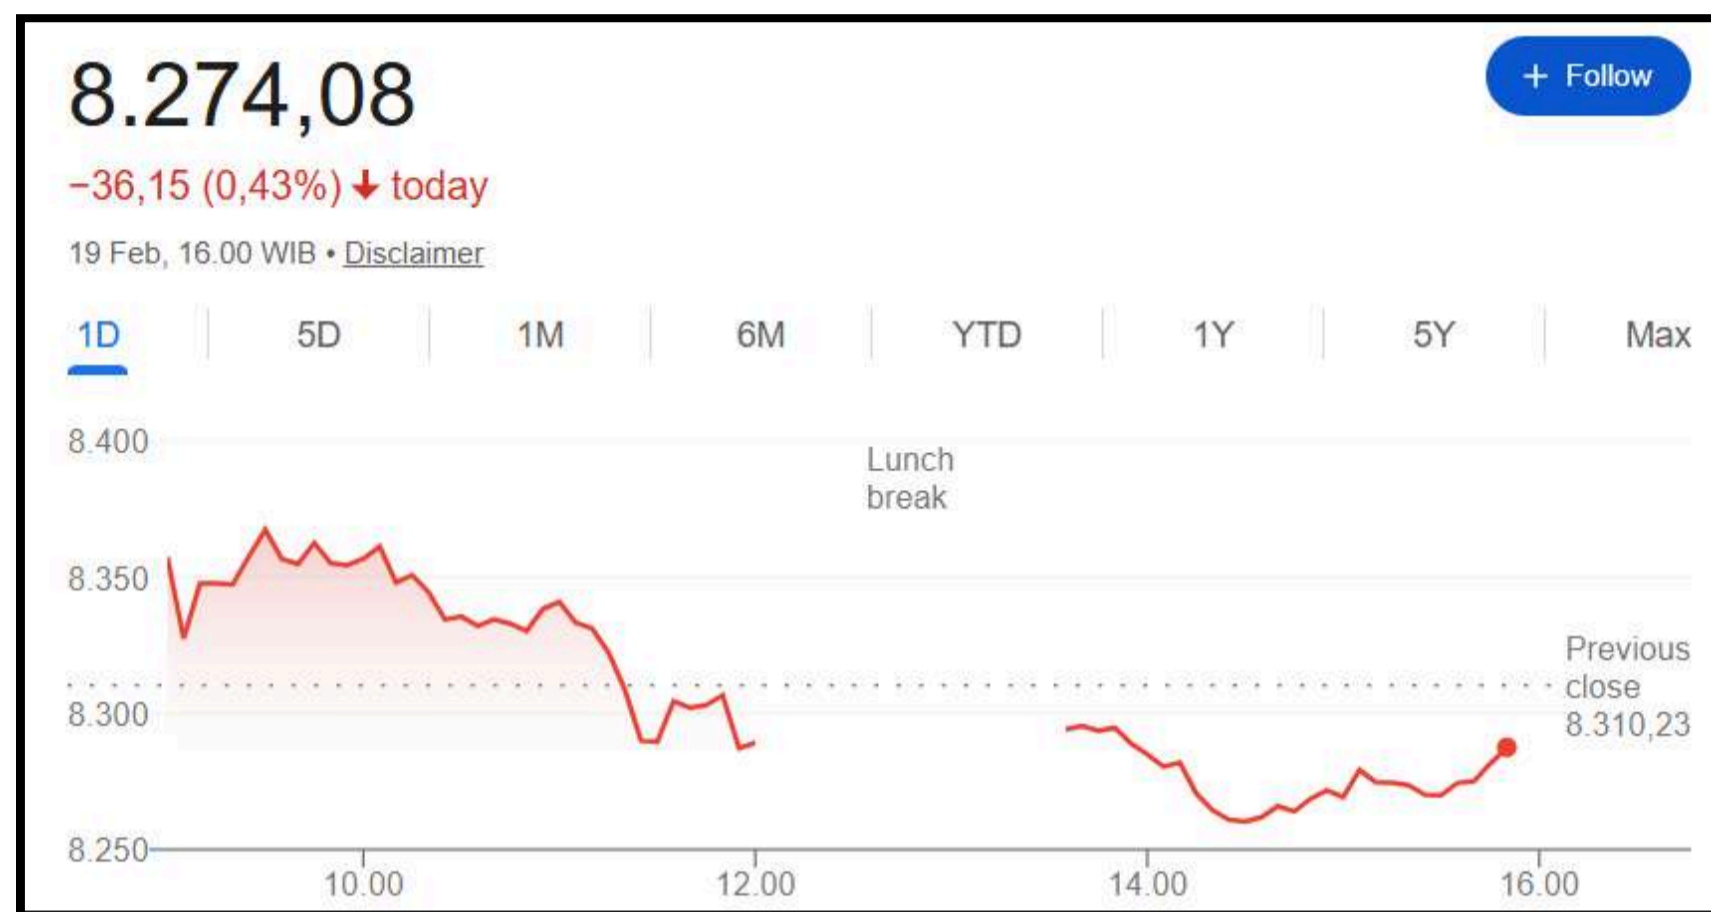 8.274,08
+ Follow
−36,15 (0,43%) ↓ today
19 Feb, 16.00 WIB • Disclaimer
1D 5D 1M 6M YTD 1Y 5Y Max
8.400
Lunch
break
8.350
Previous
close
8.310,23
8.300
8.250
10.00 12.00 14.00 16.00